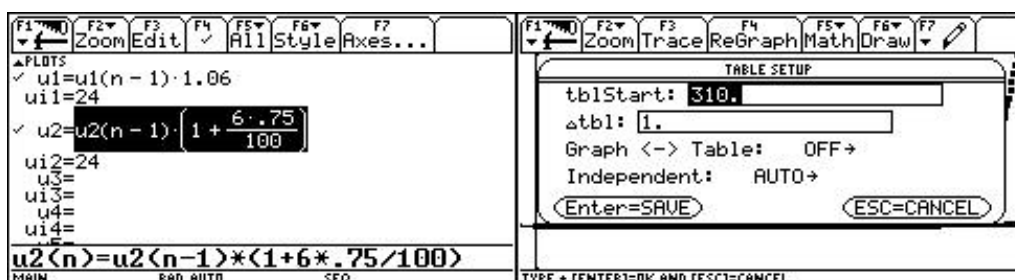 F1 F2 Zoom F3 Edit F4 ✓ F5 All F6 Style F7 Axes...
▲PLOTS
✓ u1=u1(n - 1)·1.06
ui1=24
✓ u2=u2(n - 1)·(1 + 6·.75/100)
ui2=24
u3=
ui3=
u4=
ui4=
u2(n)=u2(n-1)*(1+6*.75/100)
MAIN RAD AUTO SEQ
F1 F2 Zoom F3 Trace F4 ReGraph F5 Math F6 Draw F7
TABLE SETUP
tblStart: 310.
△tbl: 1.
Graph <-> Table: OFF→
Independent: AUTO→
Enter=SAVE ESC=CANCEL
TYPE + [ENTER]=OK AND [ESC]=CANCEL